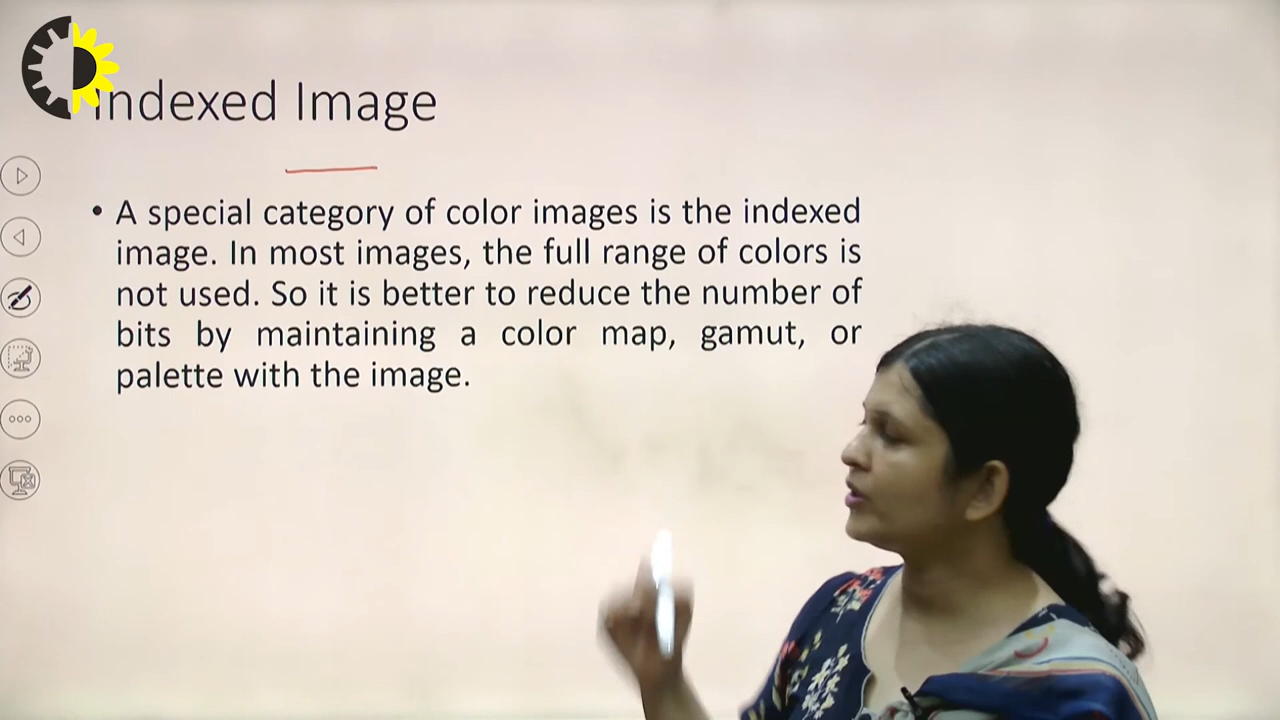 Indexed Image
• A special category of color images is the indexed
image. In most images, the full range of colors is
not used. So it is better to reduce the number of
bits by maintaining a color map, gamut, or
palette with the image.